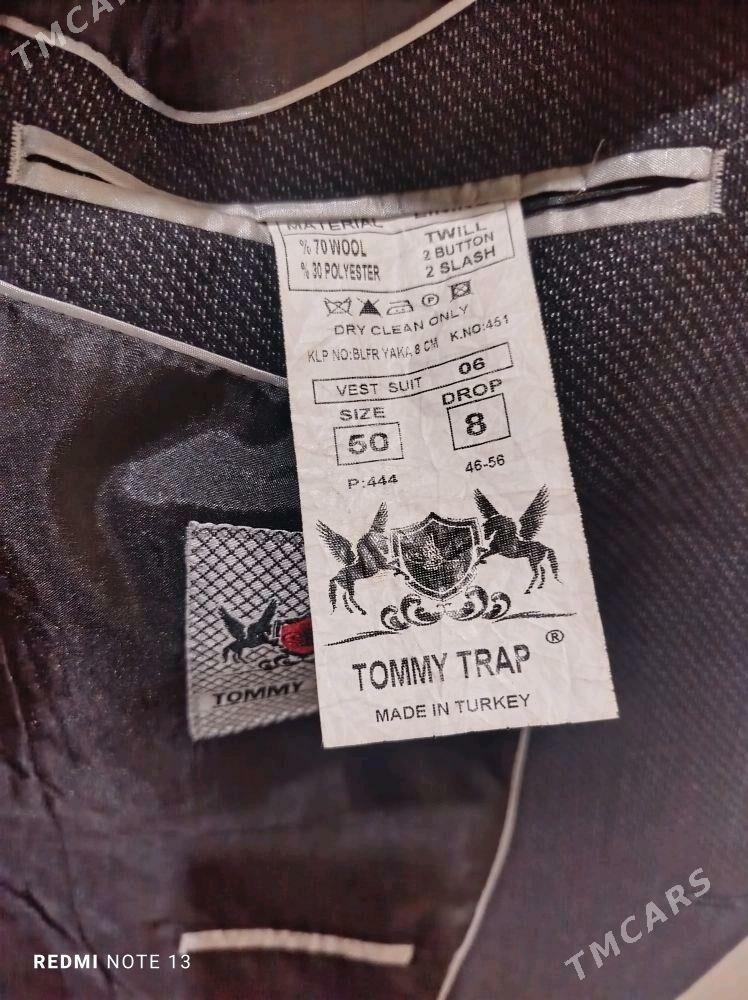 TMCARS
MATERIAL
% 70 WOOL
% 30 POLYESTER
TWILL
2 BUTTON
2 SLASH
DRY CLEAN ONLY
KLP NO:BLFR YAKA 8 CM K.NO:451
VEST SUIT 06
SIZE DROP
50 8
P:444 46-56
TOMMY TRAP ®
MADE IN TURKEY
TOMMY
REDMI NOTE 13
TMCARS